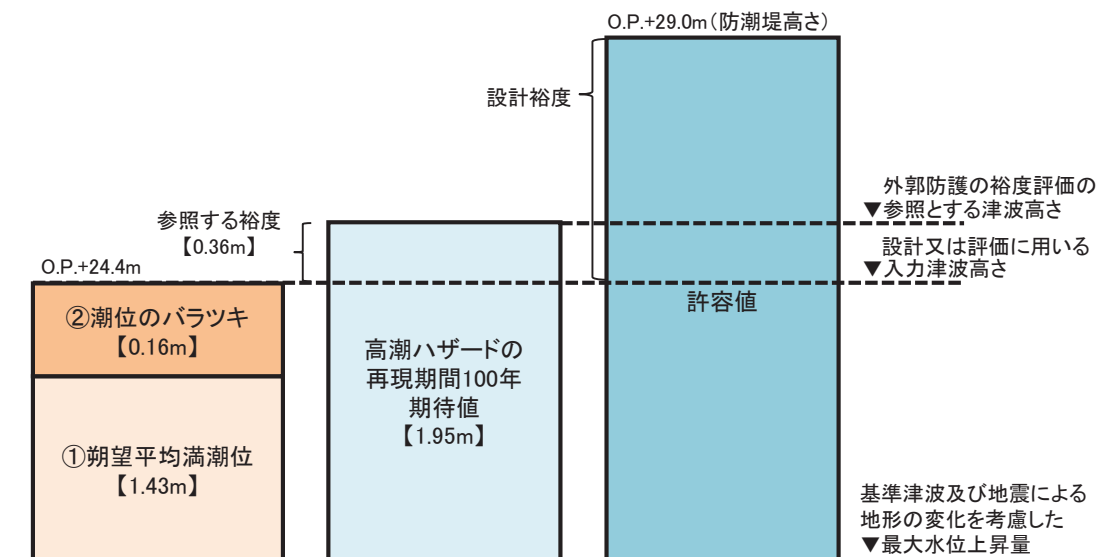 O.P.+29.0m(防潮堤高さ)
設計裕度
外郭防護の裕度評価の
▼参照とする津波高さ
参照する裕度
【0.36m】
設計又は評価に用いる
▼入力津波高さ
O.P.+24.4m
許容値
②潮位のバラツキ
【0.16m】
高潮ハザードの
再現期間100年
期待値
【1.95m】
①朔望平均満潮位
【1.43m】
基準津波及び地震による
地形の変化を考慮した
▼最大水位上昇量